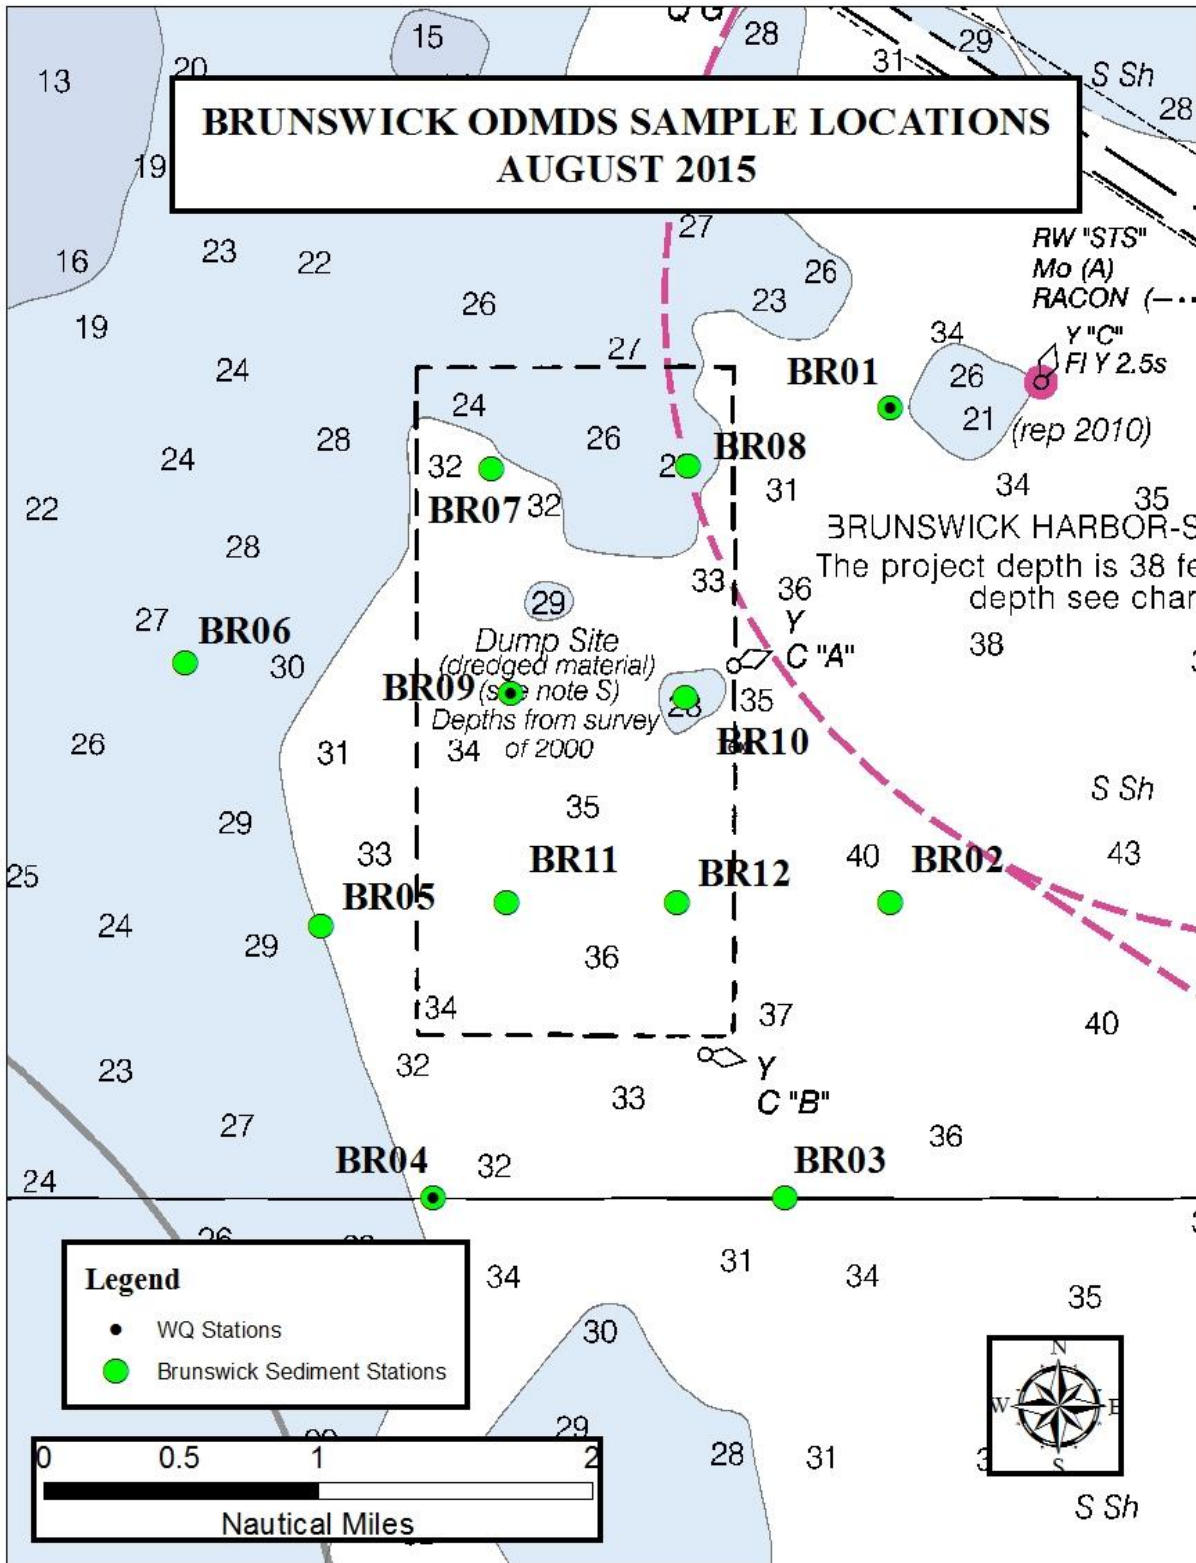 Q G
28
15
29
31
13
20
S Sh
28
BRUNSWICK ODMDS SAMPLE LOCATIONS
AUGUST 2015
19
27
RW "STS"
Mo (A)
RACON (
23
16
22
26
26
23
19
34
Y "C"
Fl Y 2.5s
27
24
BR01
26
24
21
(rep 2010)
28
26
BR08
24
32
34
31
35
22
BR07
32
BRUNSWICK HARBOR-S
28
The project depth is 38 fe
33
36
depth see char
29
27
Y
BR06
Dump Site
38
C "A"
30
(dredged material)
BR09
(see note S)
28
35
Depths from survey
26
of 2000
BR10
31
34
S Sh
35
29
33
40
43
25
BR11
BR12
BR02
BR05
24
29
36
34
37
40
32
23
Y
33
C "B"
27
36
BR04
32
BR03
24
26
31
34
34
35
Legend
WQ Stations
Brunswick Sediment Stations
30
29
28
31
N
W
E
S
0
0.5
1
2
Nautical Miles
S Sh